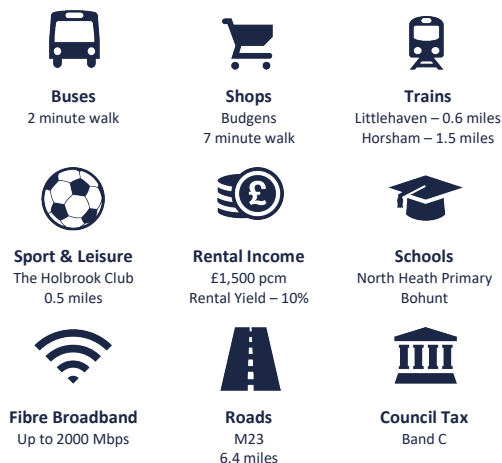 Buses
2 minute walk
Shops
Budgens
7 minute walk
Trains
Littlehaven – 0.6 miles
Horsham – 1.5 miles
Sport & Leisure
The Holbrook Club
0.5 miles
£
Rental Income
£1,500 pcm
Rental Yield – 10%
Schools
North Heath Primary
Bohunt
Fibre Broadband
Up to 2000 Mbps
Roads
M23
6.4 miles
Council Tax
Band C